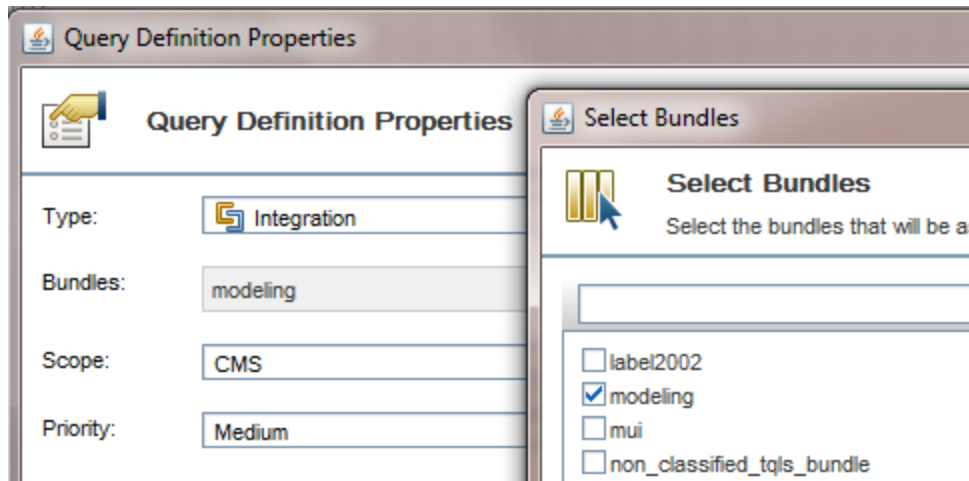 Query Definition Properties
Query Definition Properties
Type:
Integration
Bundles:
modeling
Scope:
CMS
Priority:
Medium
Select Bundles
Select Bundles
Select the bundles that will be
label2002
modeling
mui
non_classified_tqls_bundle